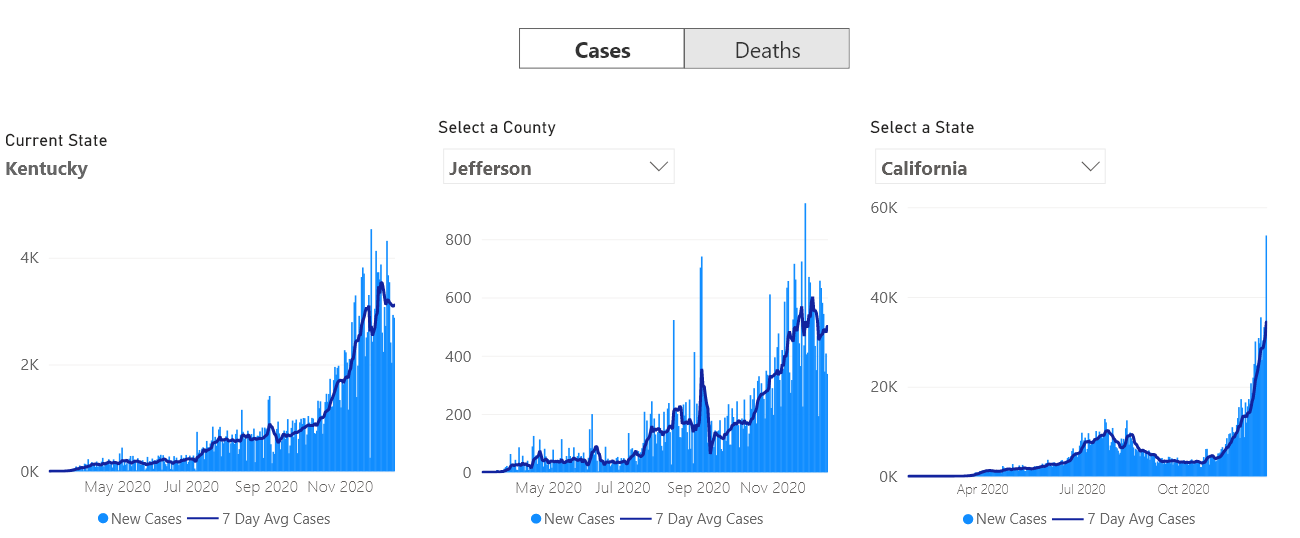 Cases Deaths
Current State
Kentucky
4K
2K
0K
May 2020 Jul 2020 Sep 2020 Nov 2020
New Cases 7 Day Avg Cases
Select a County
Jefferson
800
600
400
200
0
May 2020 Jul 2020 Sep 2020 Nov 2020
New Cases 7 Day Avg Cases
Select a State
California
60K
40K
20K
0K
Apr 2020 Jul 2020 Oct 2020
New Cases 7 Day Avg Cases